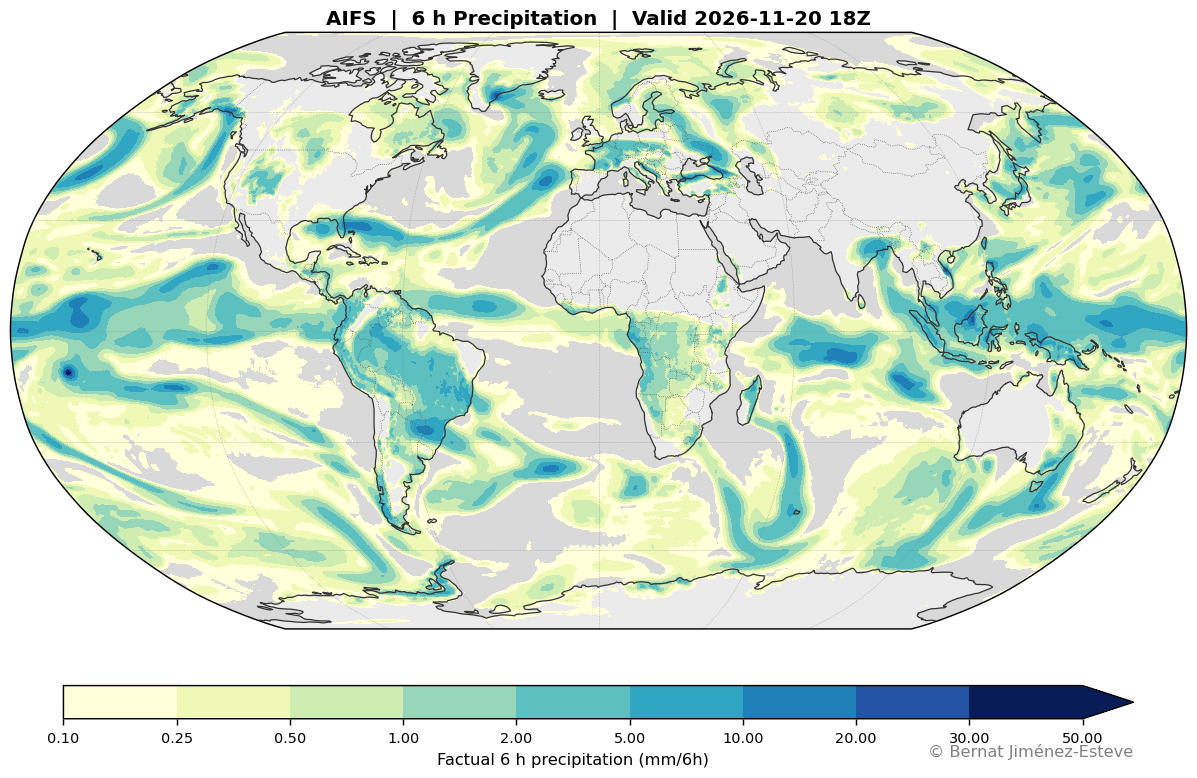 AIFS | 6 h Precipitation | Valid 2026-11-20 18Z
0.10 0.25 0.50 1.00 2.00 5.00 10.00 20.00 30.00 50.00
Factual 6 h precipitation (mm/6h)
© Bernat Jiménez-Esteve